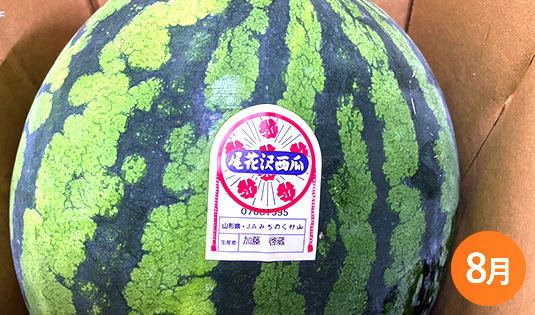 尾花沢西瓜
山形県・JAみちのく村山
生産者 加藤 啓蔵
8月